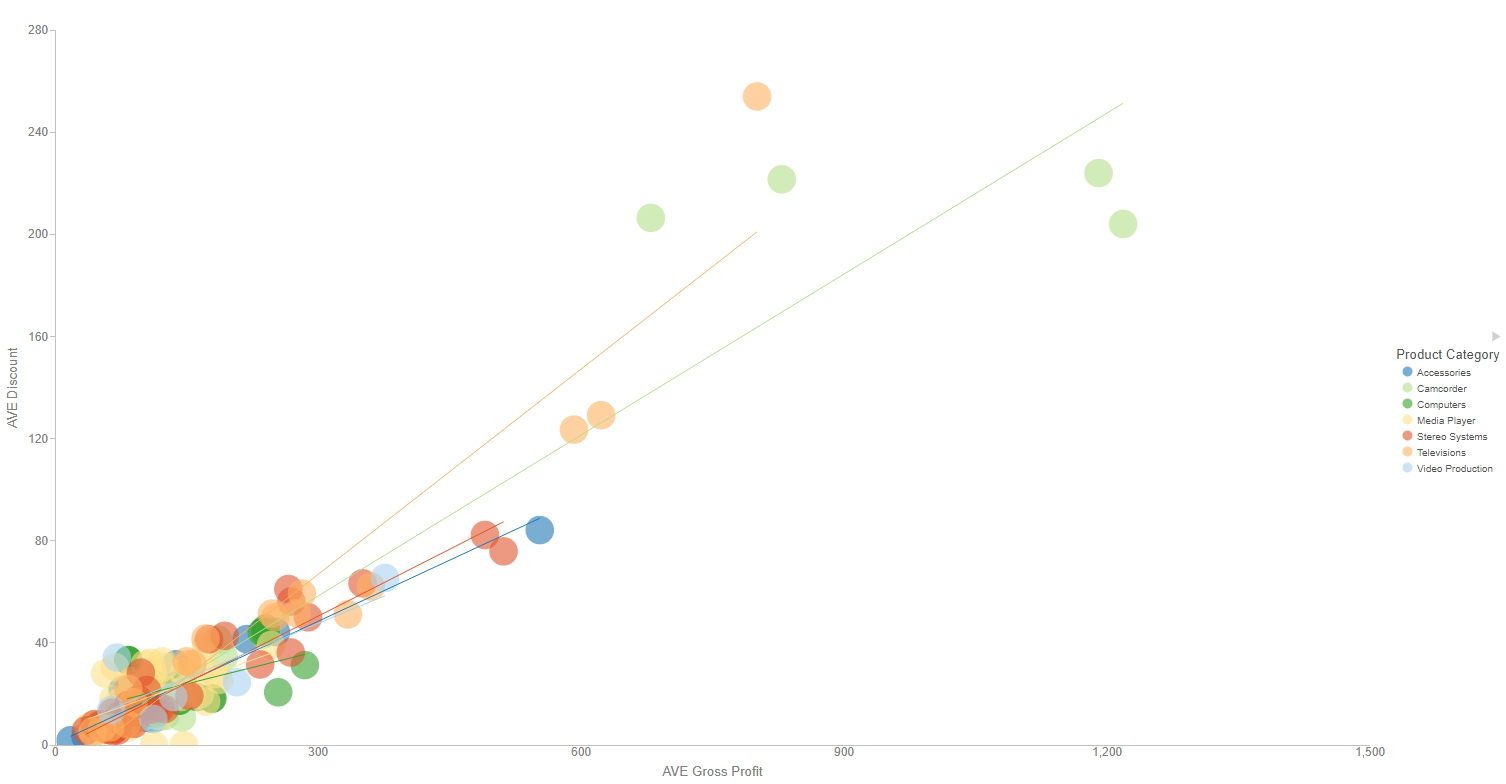 280
240
200
160
120
80
40
0
AVE Discount
0
300
600
900
1,200
1,500
AVE Gross Profit
Product Category
Accessories
Camcorder
Computers
Media Player
Stereo Systems
Televisions
Video Production